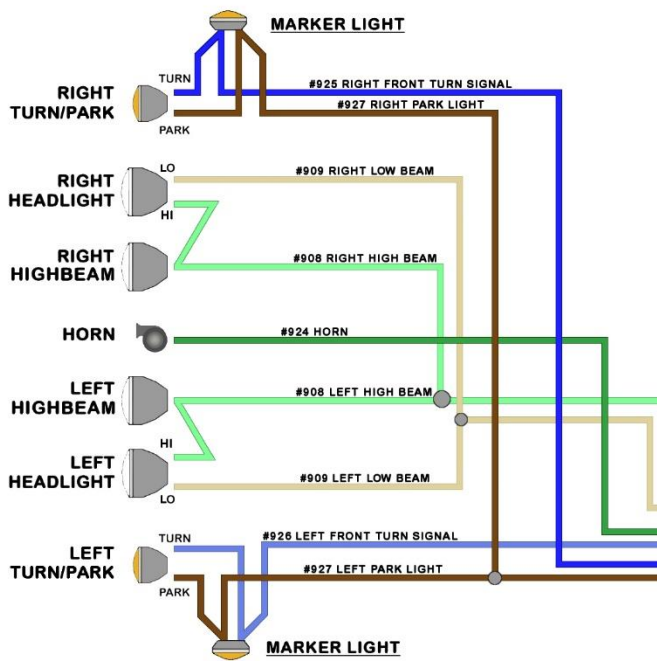 MARKER LIGHT
TURN
#925 RIGHT FRONT TURN SIGNAL
RIGHT
TURN/PARK
#927 RIGHT PARK LIGHT
PARK
LO
#909 RIGHT LOW BEAM
RIGHT
HEADLIGHT
HI
RIGHT
HIGHBEAM
#908 RIGHT HIGH BEAM
HORN
#924 HORN
LEFT
HIGHBEAM
#908 LEFT HIGH BEAM
HI
LEFT
HEADLIGHT
#909 LEFT LOW BEAM
LO
TURN
#926 LEFT FRONT TURN SIGNAL
LEFT
TURN/PARK
#927 LEFT PARK LIGHT
PARK
MARKER LIGHT